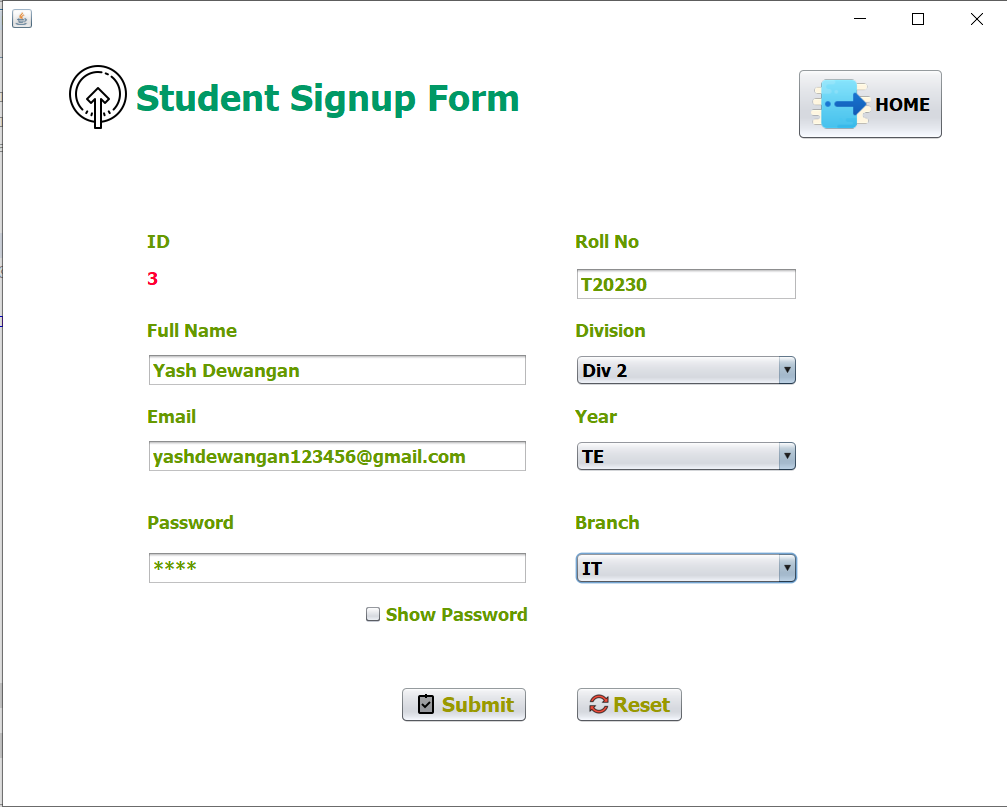 Student Signup Form
HOME
ID
Roll No
3
T20230
Full Name
Division
Yash Dewangan
Div 2
Email
Year
yashdewangan123456@gmail.com
TE
Password
Branch
****
IT
Show Password
Submit
Reset